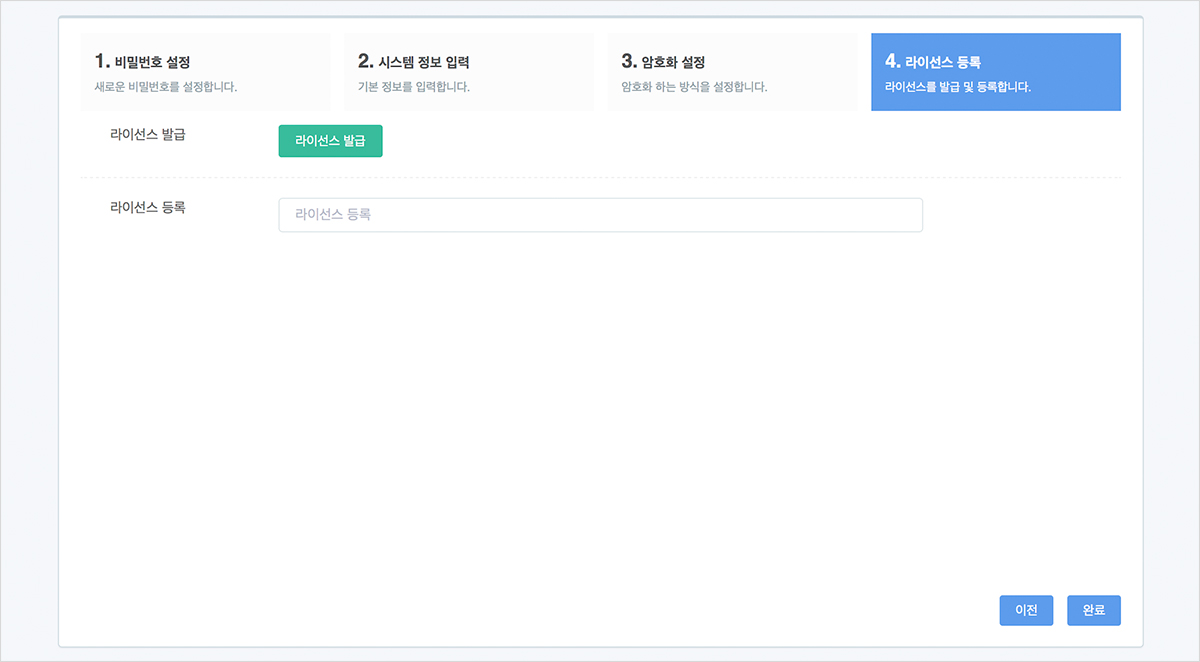 1. 비밀번호 설정
새로운 비밀번호를 설정합니다.
2. 시스템 정보 입력
기본 정보를 입력합니다.
3. 암호화 설정
암호화 하는 방식을 설정합니다.
4. 라이선스 등록
라이선스를 발급 및 등록합니다.
라이선스 발급
라이선스 발급
라이선스 등록
라이선스 등록
이전
완료